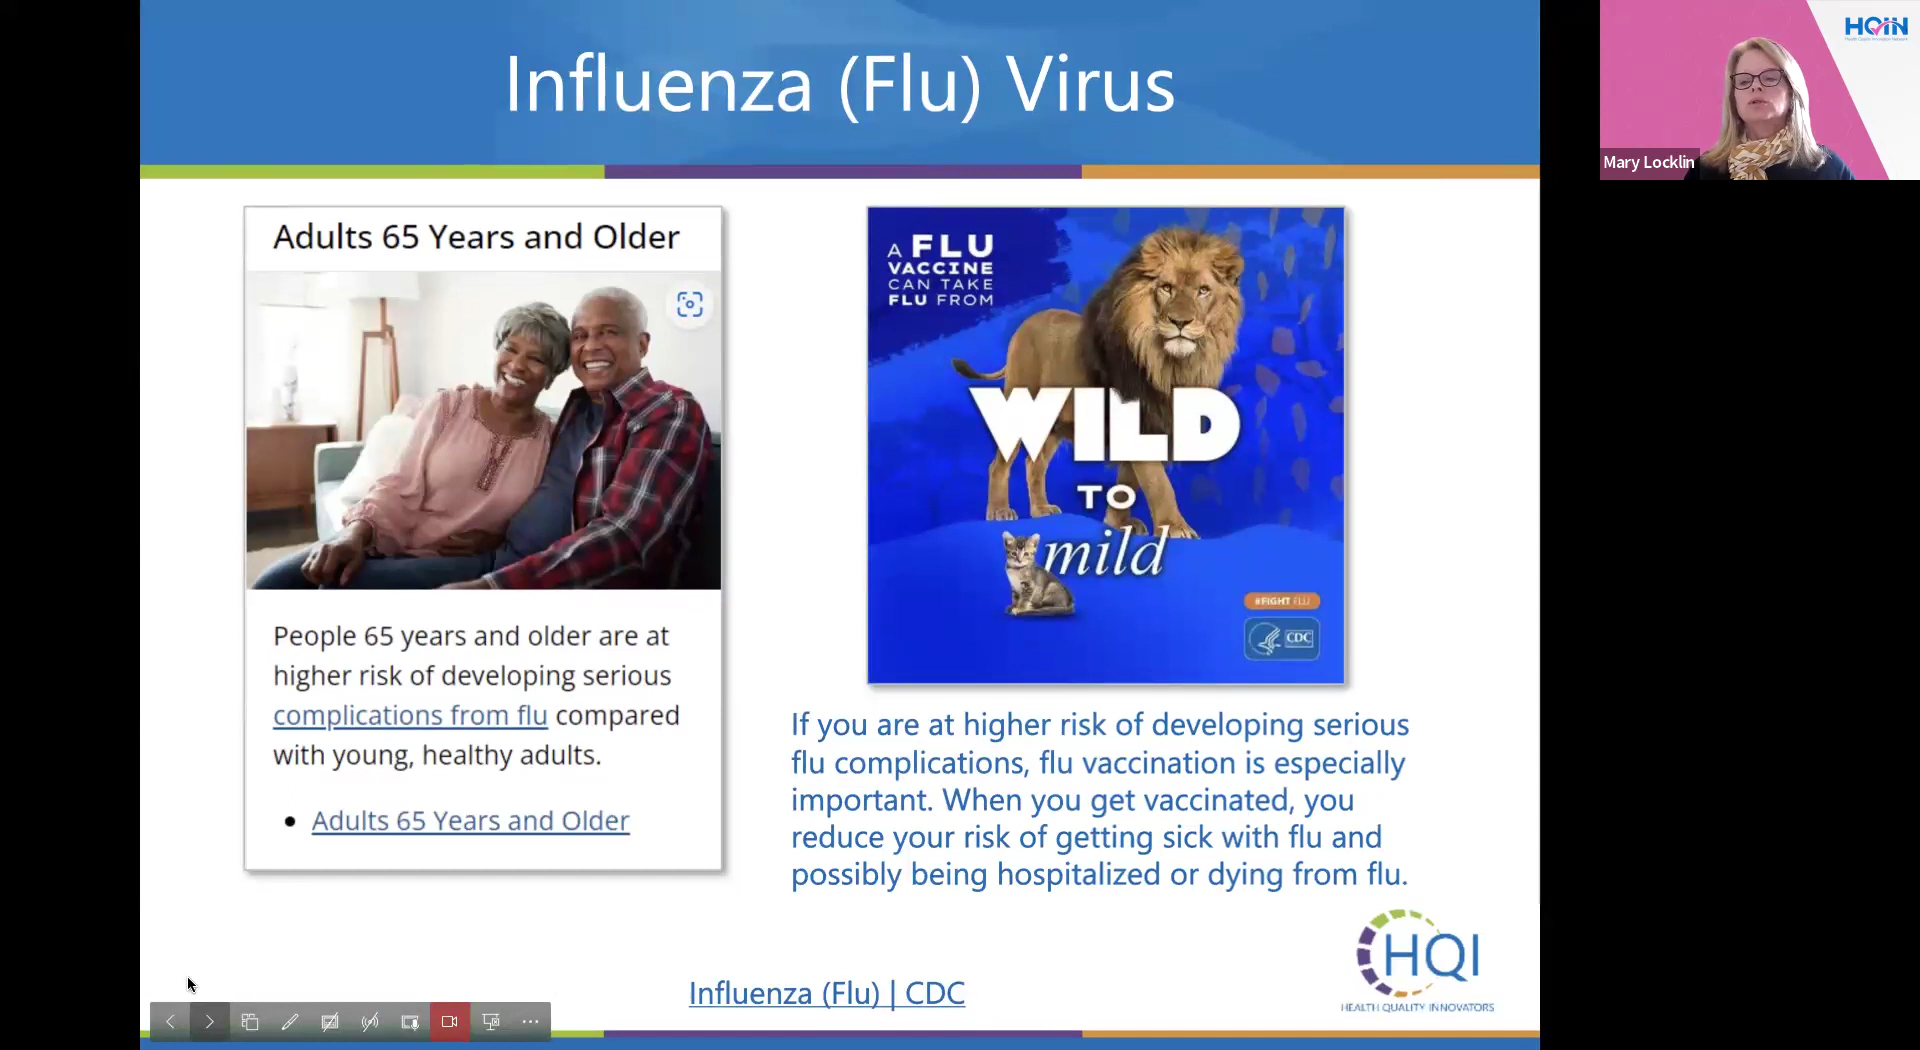 Influenza (Flu) Virus
Adults 65 Years and Older
People 65 years and older are at
higher risk of developing serious
complications from flu compared
with young, healthy adults.
• Adults 65 Years and Older
A FLU
VACCINE
CAN TAKE
FLU FROM
WILD
TO
mild
#FIGHT FLU
CDC
If you are at higher risk of developing serious
flu complications, flu vaccination is especially
important. When you get vaccinated, you
reduce your risk of getting sick with flu and
possibly being hospitalized or dying from flu.
Influenza (Flu) | CDC
HQI
HEALTH QUALITY INNOVATORS
HQIN
Mary Locklin